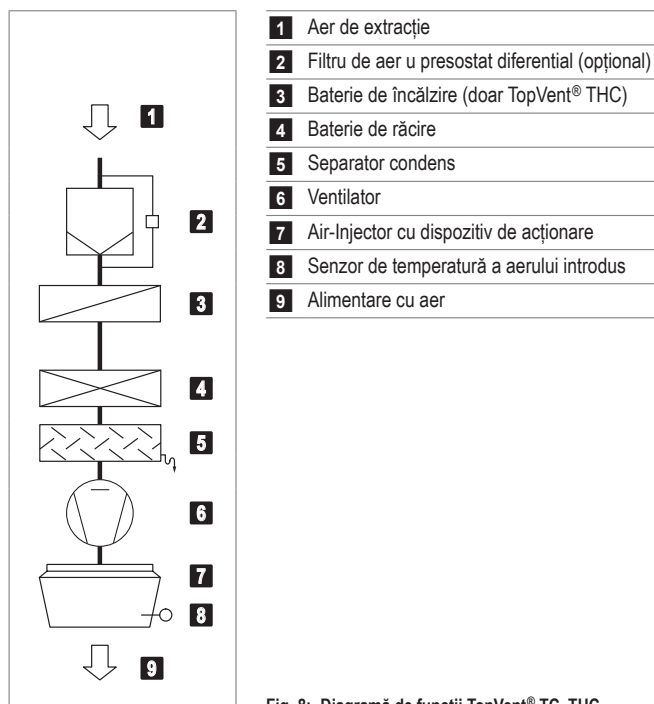 1 Aer de extracție
2 Filtru de aer u presostat diferential (opțional)
3 Baterie de încălzire (doar TopVent® THC)
4 Baterie de răcire
5 Separator condens
6 Ventilator
7 Air-Injector cu dispozitiv de acționare
8 Senzor de temperatură a aerului introdus
9 Alimentare cu aer
1
2
3
4
5
6
7
8
9
Fig. 8: Diagramă de funcții TopVent® TC, THC